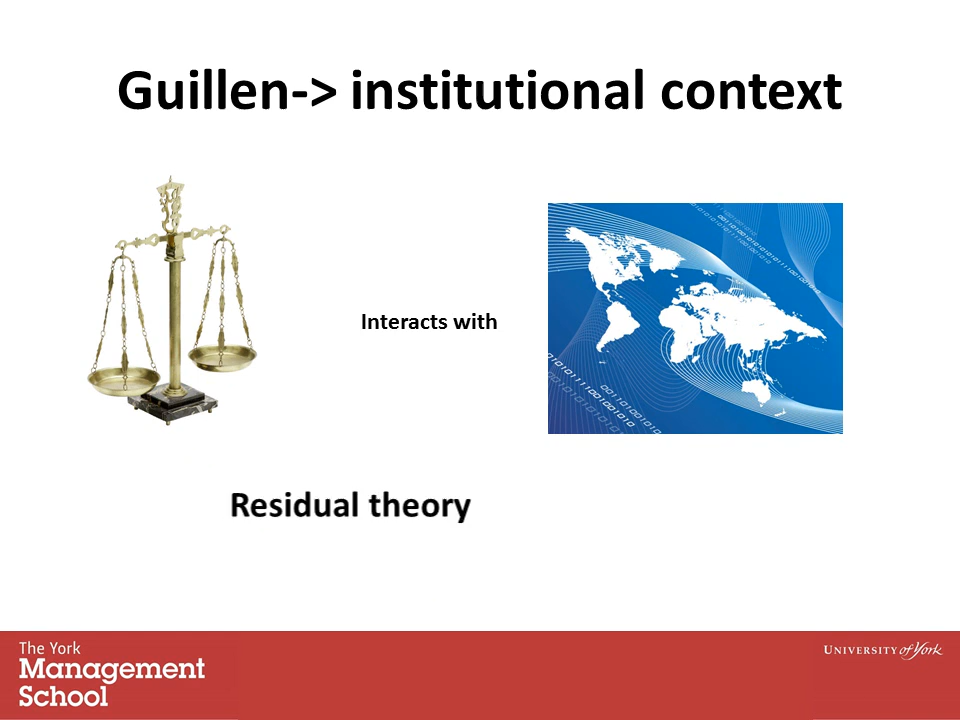 Guillen-> institutional context
Interacts with
Residual theory
The York
Management
School
UNIVERSITY of York